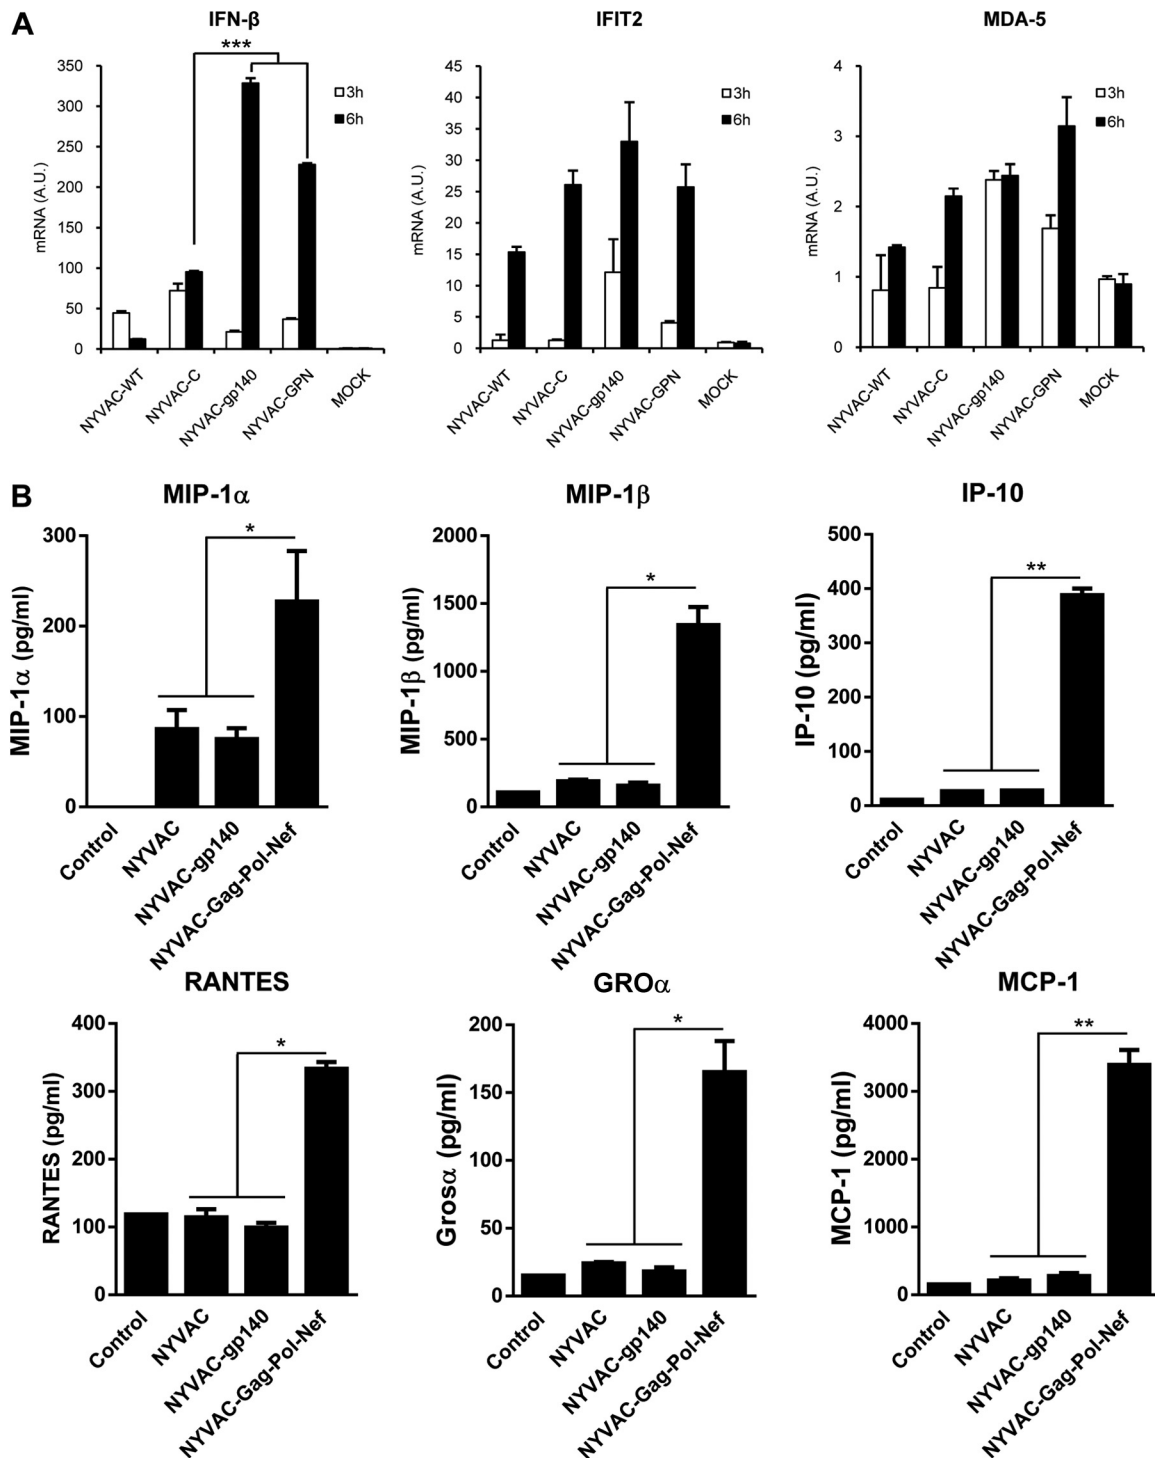 A
IFN-β
***
mRNA (A.U.)
350
300
250
200
150
100
50
0
3h
6h
NYVAC-WT
NYVAC-C
NYVAC-gp140
NYVAC-GPN
MOCK
IFIT2
mRNA (A.U.)
45
40
35
30
25
20
15
10
5
0
3h
6h
NYVAC-WT
NYVAC-C
NYVAC-gp140
NYVAC-GPN
MOCK
MDA-5
mRNA (A.U.)
4
3
2
1
0
3h
6h
NYVAC-WT
NYVAC-C
NYVAC-gp140
NYVAC-GPN
MOCK
B
MIP-1α
*
MIP-1α (pg/ml)
300
200
100
0
Control
NYVAC
NYVAC-gp140
NYVAC-Gag-Pol-Nef
MIP-1β
*
MIP-1β (pg/ml)
2000
1500
1000
500
0
Control
NYVAC
NYVAC-gp140
NYVAC-Gag-Pol-Nef
IP-10
**
IP-10 (pg/ml)
500
400
300
200
100
0
Control
NYVAC
NYVAC-gp140
NYVAC-Gag-Pol-Nef
RANTES
*
RANTES (pg/ml)
400
300
200
100
0
Control
NYVAC
NYVAC-gp140
NYVAC-Gag-Pol-Nef
GROα
*
Grosα (pg/ml)
200
150
100
50
0
Control
NYVAC
NYVAC-gp140
NYVAC-Gag-Pol-Nef
MCP-1
**
MCP-1 (pg/ml)
4000
3000
2000
1000
0
Control
NYVAC
NYVAC-gp140
NYVAC-Gag-Pol-Nef